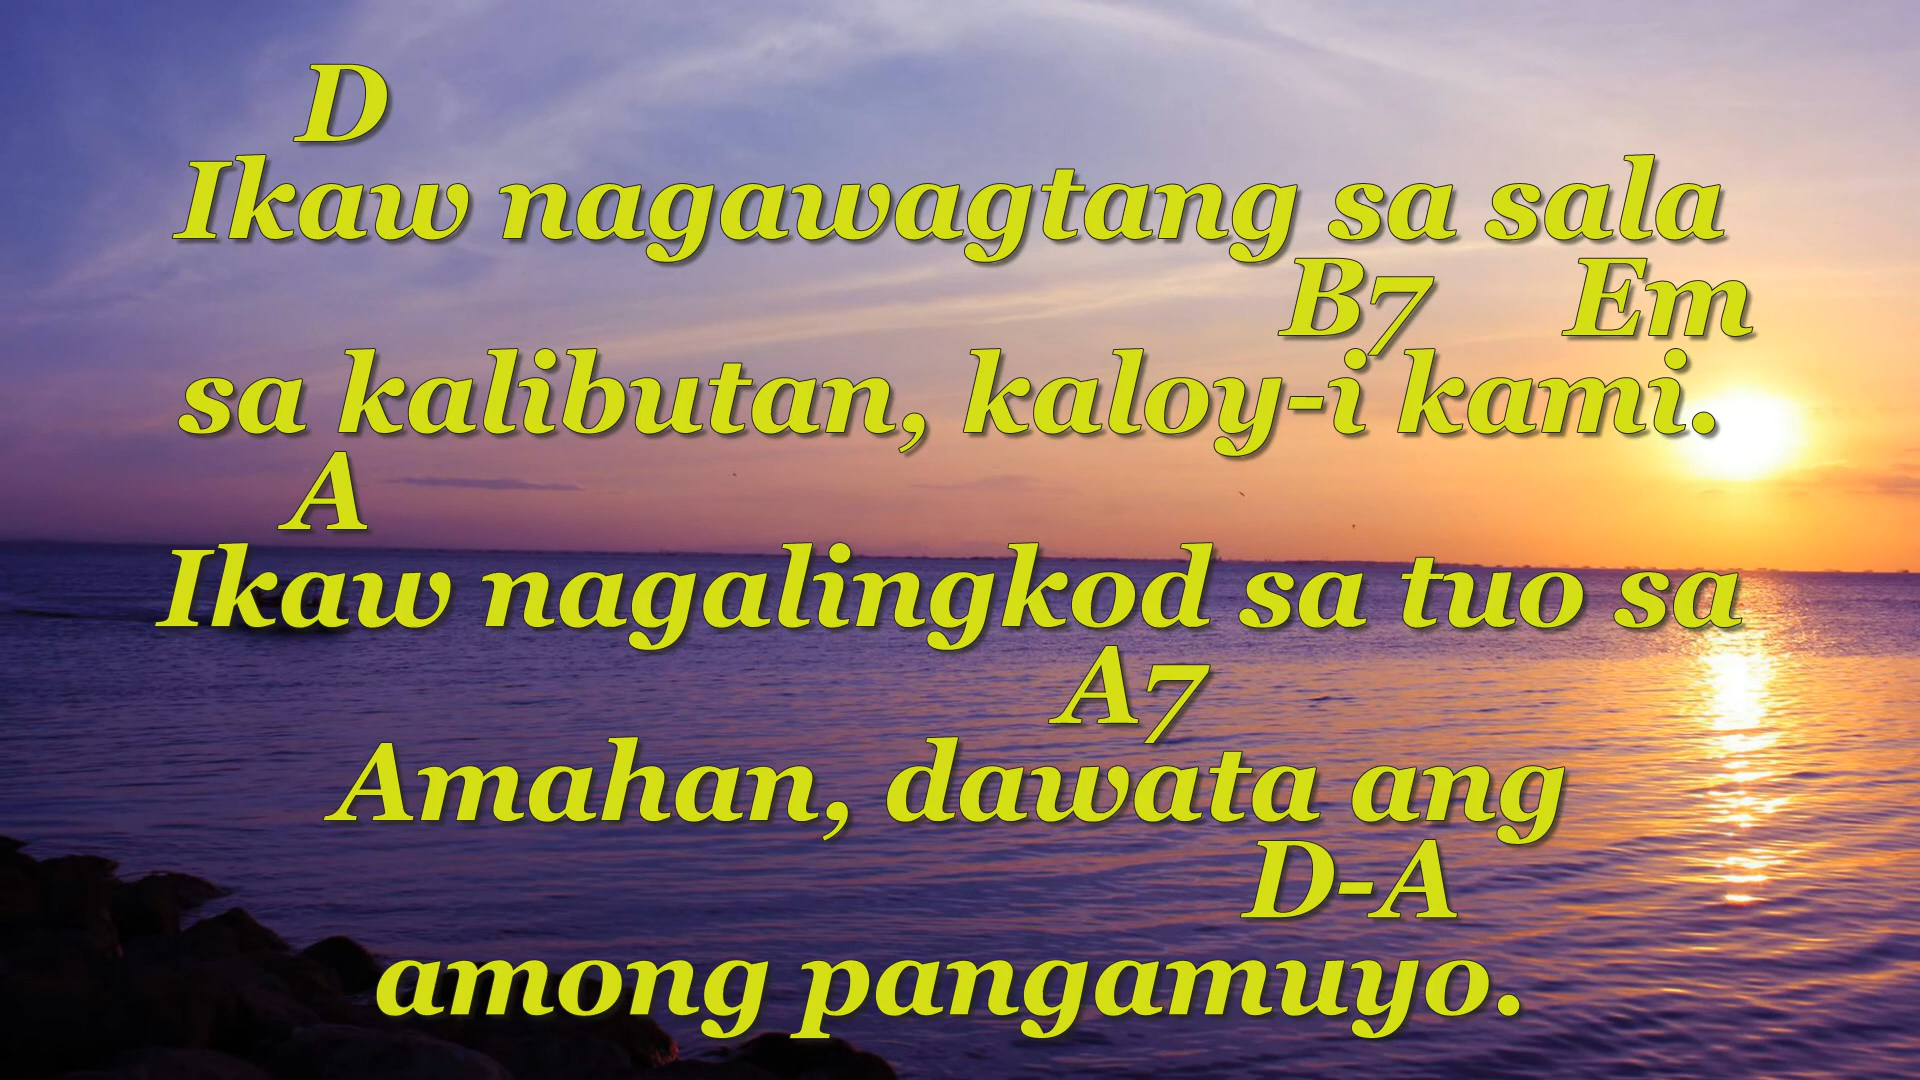 D
Ikaw nagawagtang sa sala
B7 Em
sa kalibutan, kaloy-i kami.
A
Ikaw nagalingkod sa tuo sa
A7
Amahan, dawata ang
D-A
among pangamuyo.